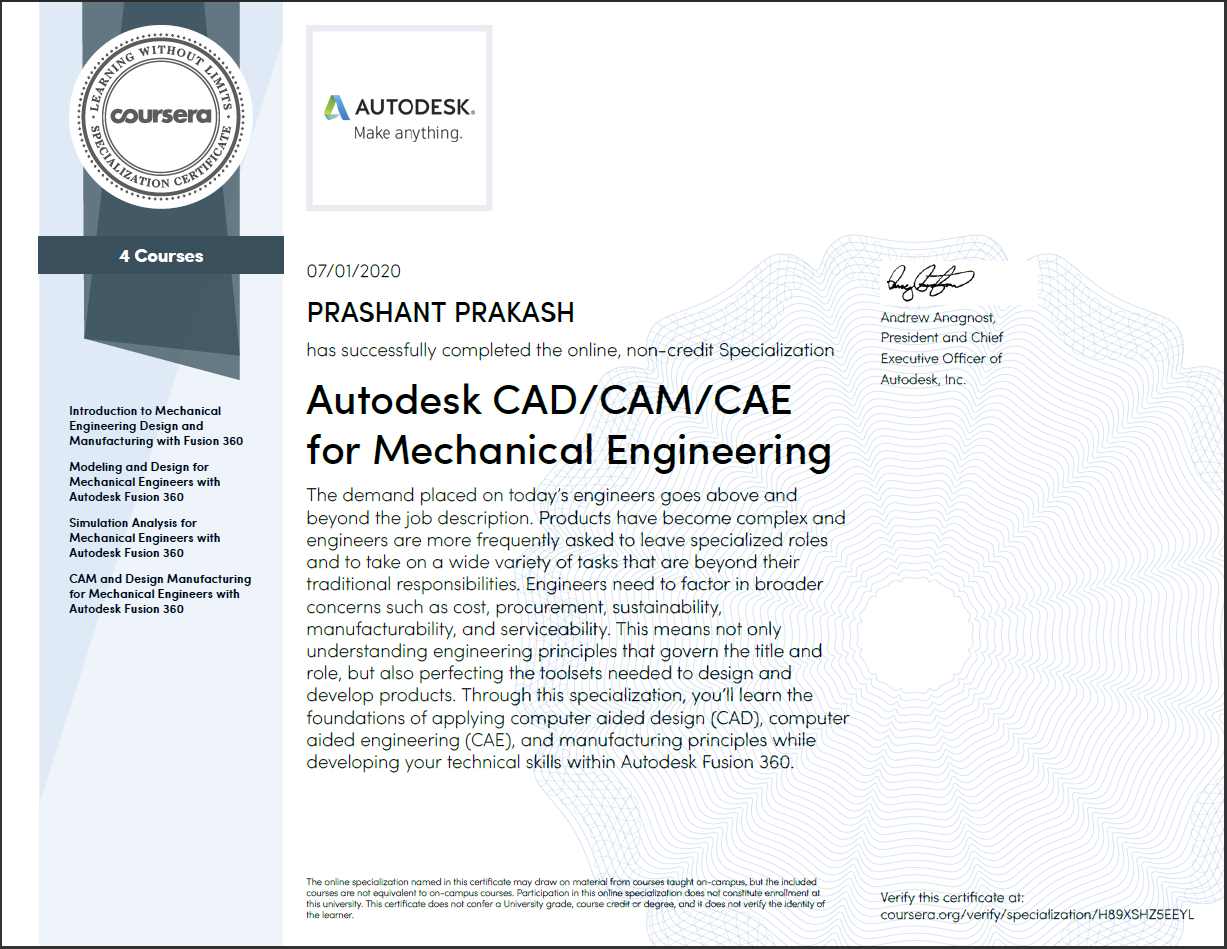 LEARNING WITHOUT LIMITS
coursera
SPECIALIZATION CERTIFICATE
4 Courses
Introduction to Mechanical
Engineering Design and
Manufacturing with Fusion 360
Modeling and Design for
Mechanical Engineers with
Autodesk Fusion 360
Simulation Analysis for
Mechanical Engineers with
Autodesk Fusion 360
CAM and Design Manufacturing
for Mechanical Engineers with
Autodesk Fusion 360
AUTODESK.
Make anything.
07/01/2020
PRASHANT PRAKASH
has successfully completed the online, non-credit Specialization
Autodesk CAD/CAM/CAE
for Mechanical Engineering
The demand placed on today's engineers goes above and
beyond the job description. Products have become complex and
engineers are more frequently asked to leave specialized roles
and to take on a wide variety of tasks that are beyond their
traditional responsibilities. Engineers need to factor in broader
concerns such as cost, procurement, sustainability,
manufacturability, and serviceability. This means not only
understanding engineering principles that govern the title and
role, but also perfecting the toolsets needed to design and
develop products. Through this specialization, you'll learn the
foundations of applying computer aided design (CAD), computer
aided engineering (CAE), and manufacturing principles while
developing your technical skills within Autodesk Fusion 360.
The online specialization named in this certificate may draw on material from courses taught on-campus, but the included
courses are not equivalent to on-campus courses. Participation in this online specialization does not constitute enrollment at
this university. This certificate does not confer a University grade, course credit or degree, and it does not verify the identity of
the learner.
Andrew Anagnost,
President and Chief
Executive Officer of
Autodesk, Inc.
Verify this certificate at:
coursera.org/verify/specialization/H89XSHZ5EEYL